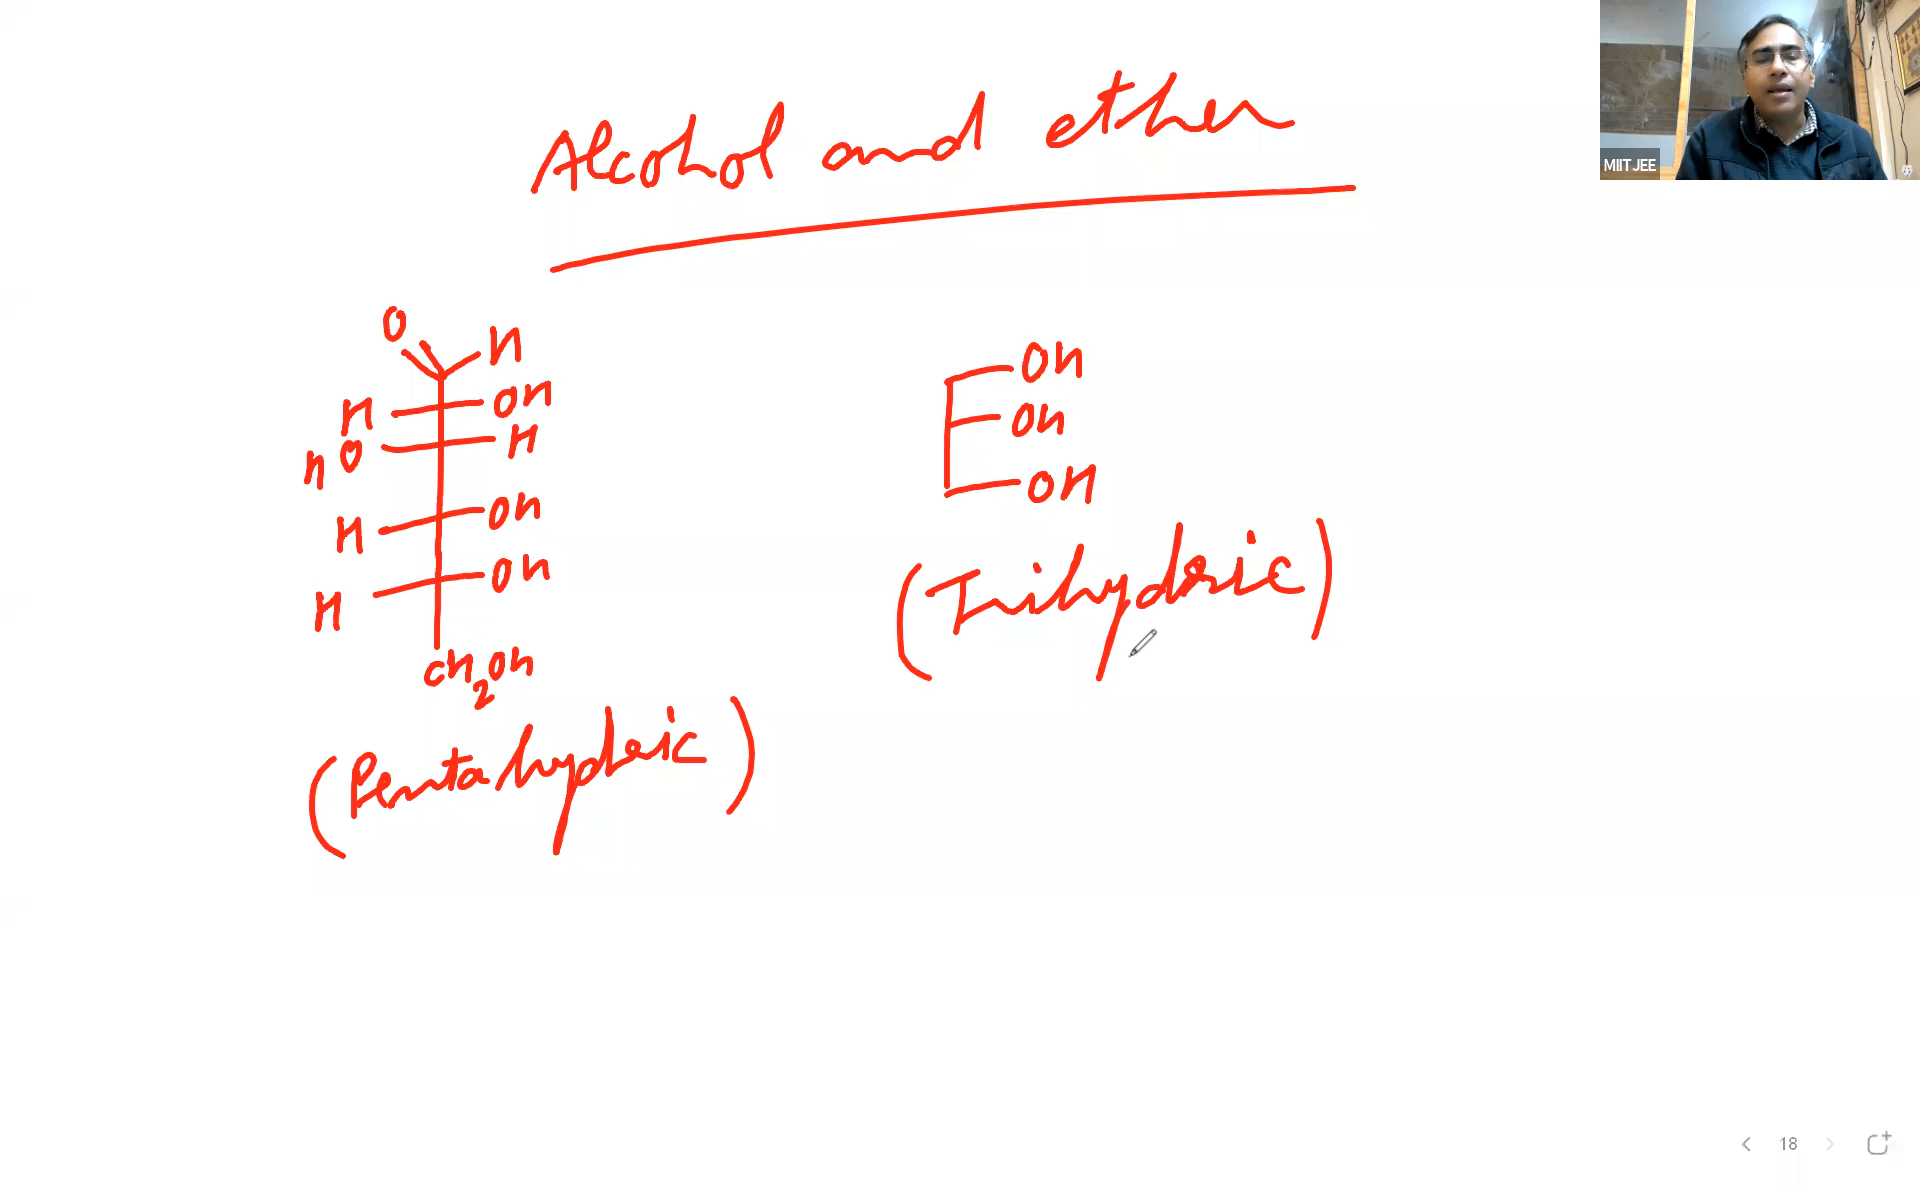 Alcohol and ether
MIIT JEE
O H
H OH
HO H
H OH
H OH
CH2OH
(Pentahydric)
OH
OH
OH
(Trihydric)
18